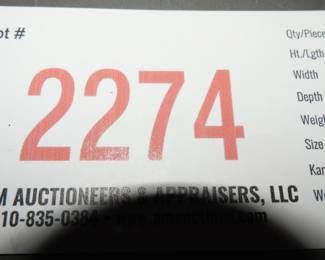 ot #
2274
M AUCTIONEERS & APPRAISERS, LLC
10-835-0384 •
Qty/Piece
Ht./Lgth
Width
Depth
Weigh
Size
Kar